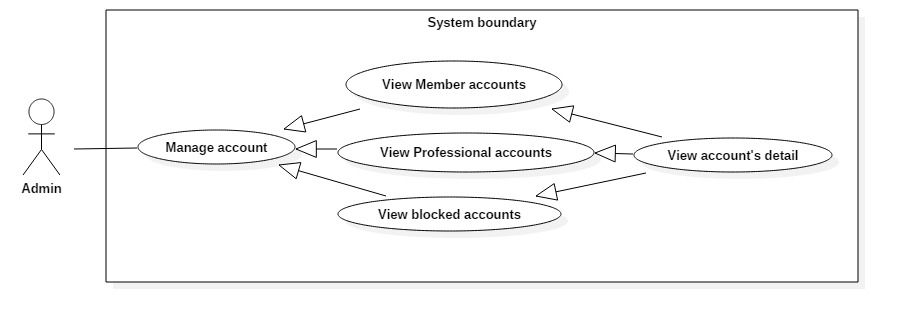 System boundary
View Member accounts
Manage account
View Professional accounts
View account's detail
Admin
View blocked accounts